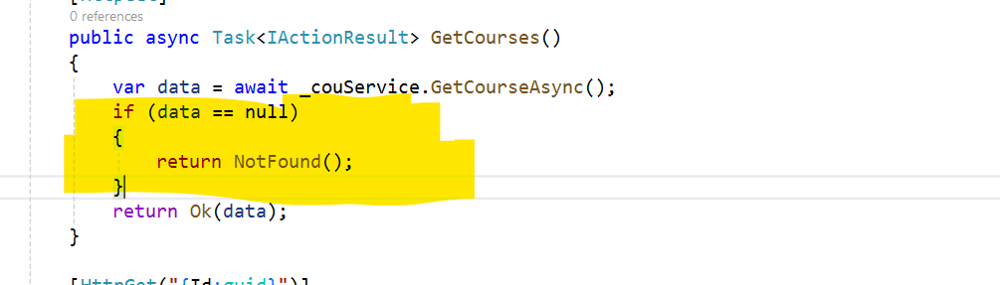 0 references
public async Task<IActionResult> GetCourses()
{
var data = await _couService.GetCourseAsync();
if (data == null)
{
return NotFound();
}
return Ok(data);
}
[HttpGet("{Id:guid}")]